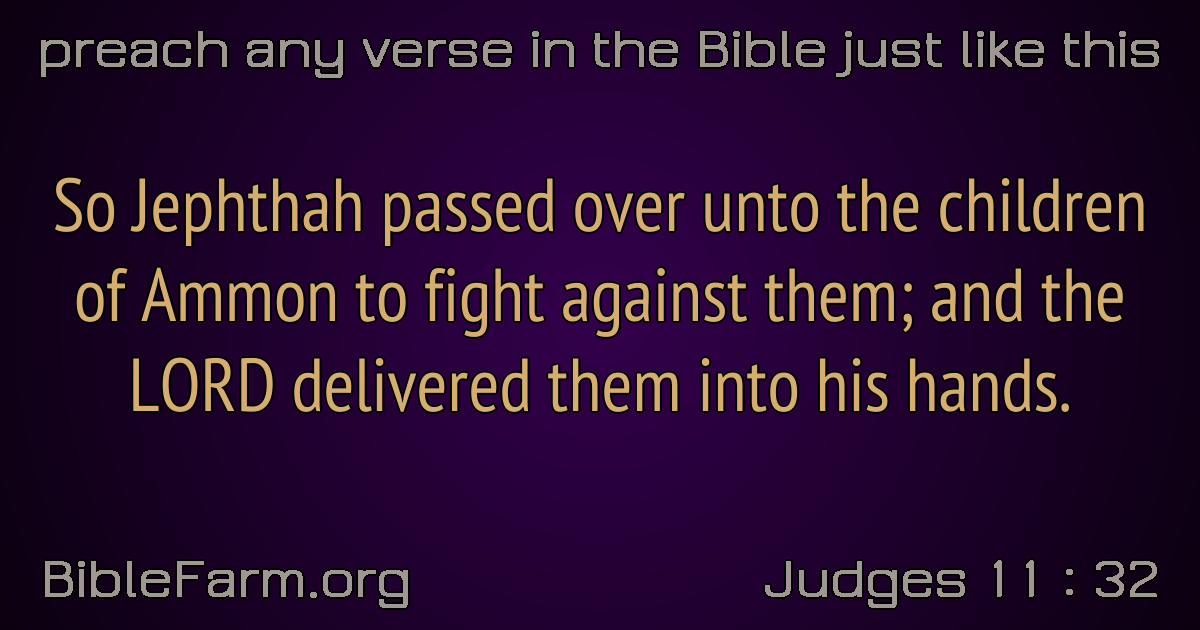 preach any verse in the Bible just like this
So Jephthah passed over unto the children
of Ammon to fight against them; and the
LORD delivered them into his hands.
BibleFarm.org
Judges 11 : 32